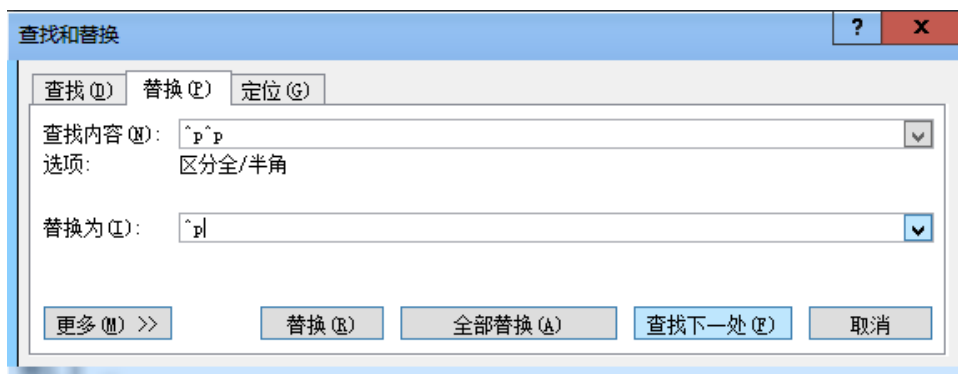 查找和替换 ? x
查找(D) 替换(P) 定位(G)
查找内容(N): ^p^p
选项: 区分全/半角
替换为(I): ^p
更多(M) >> 替换(R) 全部替换(A) 查找下一处(F) 取消